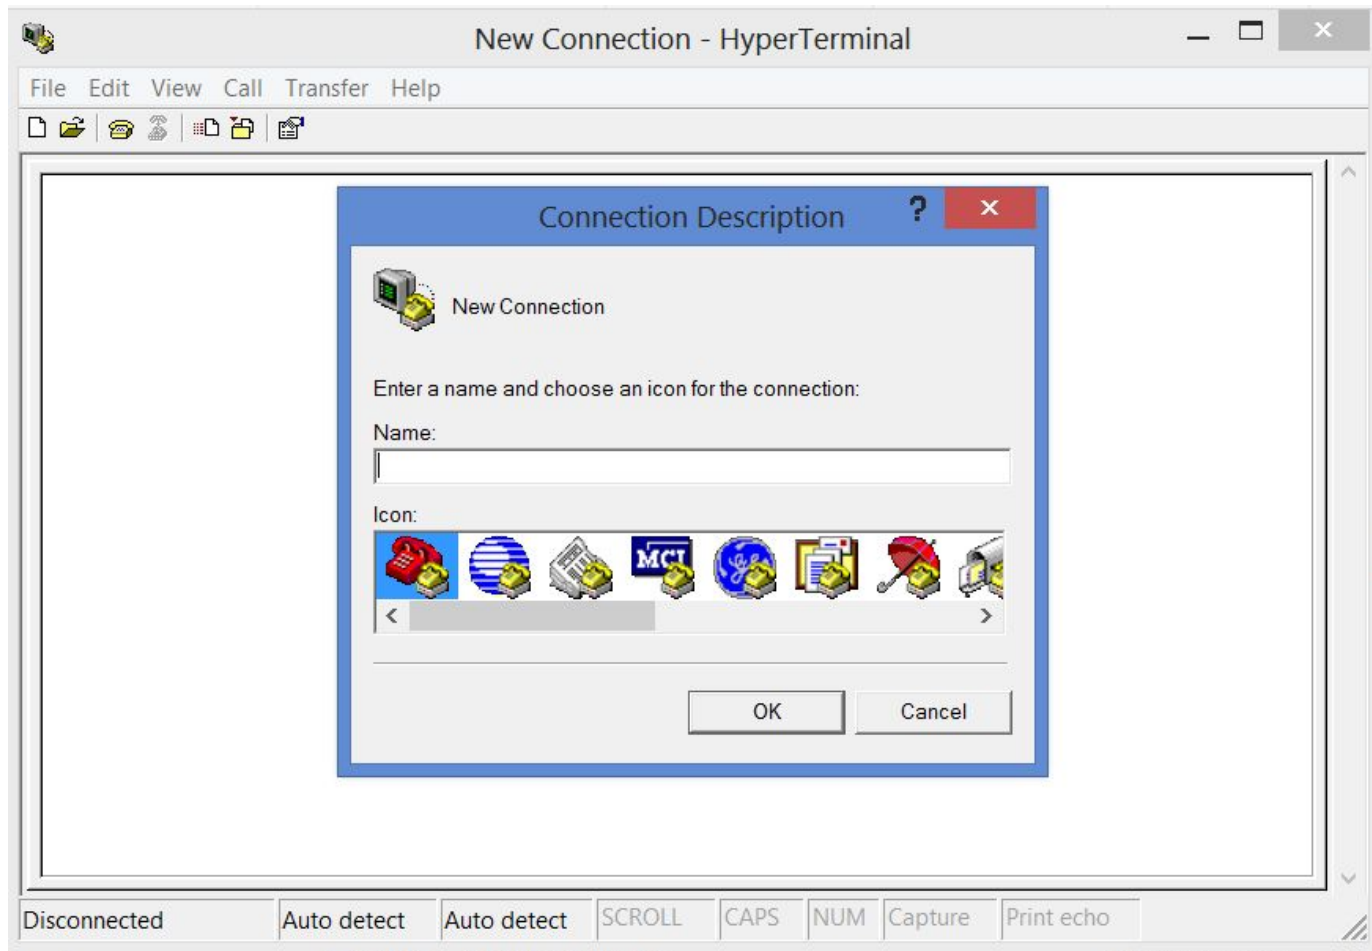 New Connection - HyperTerminal
File Edit View Call Transfer Help
Connection Description ?
New Connection
Enter a name and choose an icon for the connection:
Name:
Icon:
MCI
OK Cancel
Disconnected Auto detect Auto detect SCROLL CAPS NUM Capture Print echo